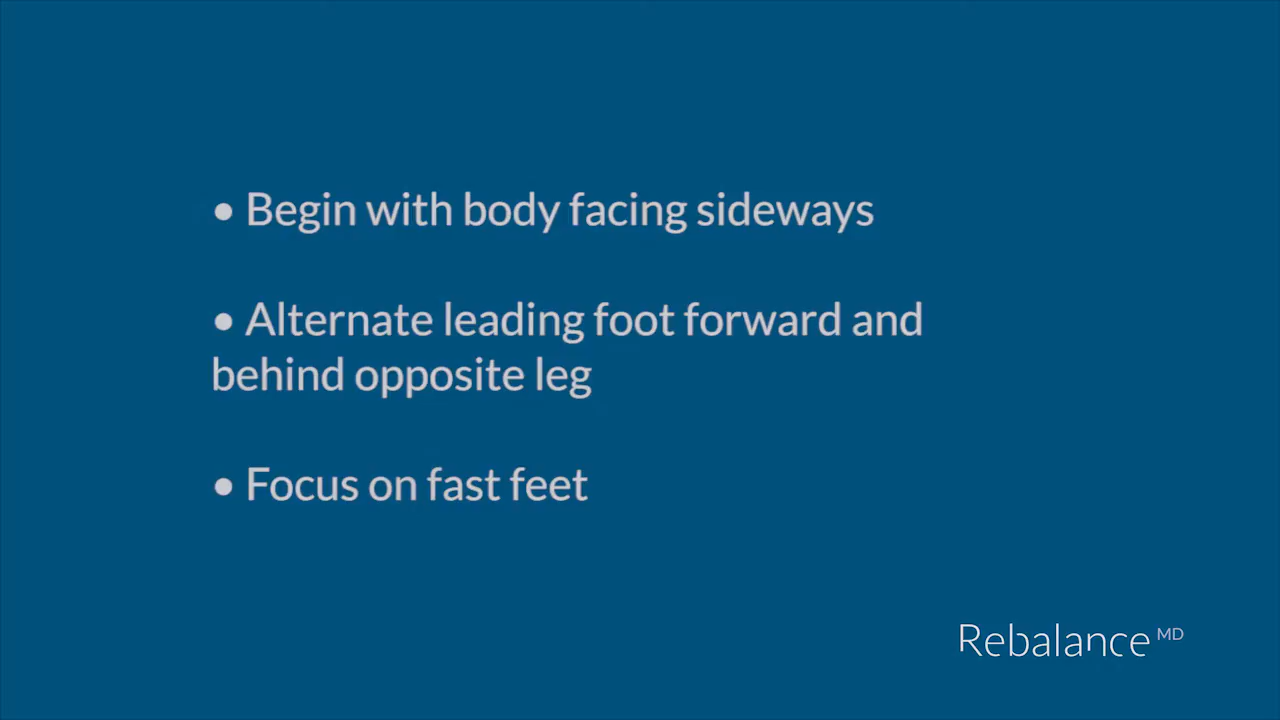 • Begin with body facing sideways
• Alternate leading foot forward and
behind opposite leg
• Focus on fast feet
Rebalance MD